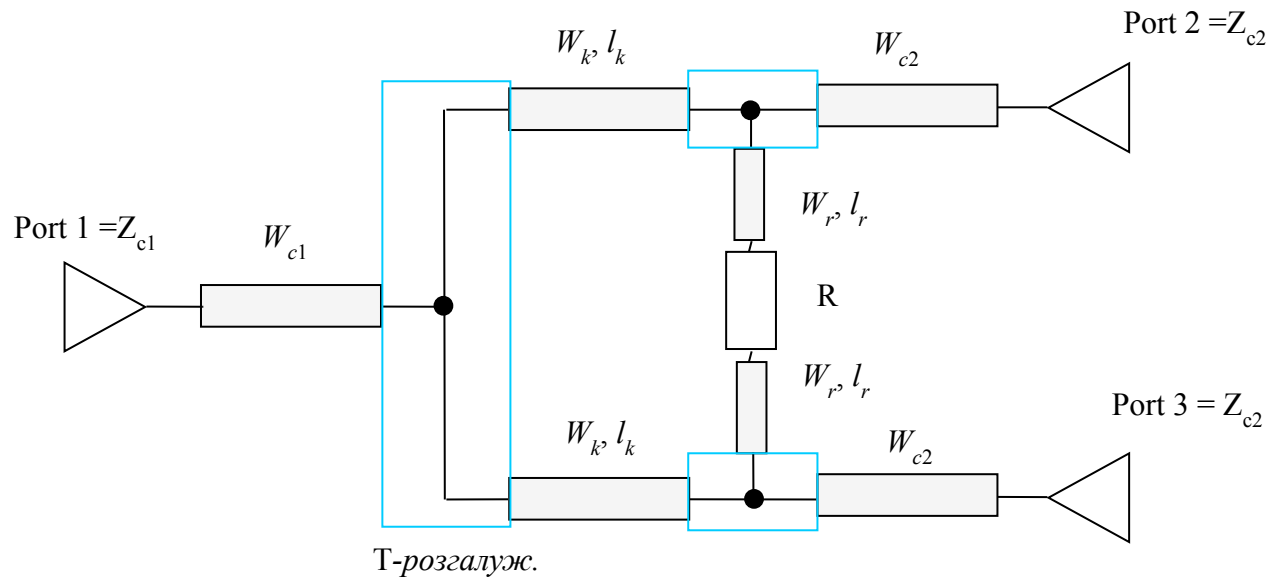 Port 2 =Z_c2
W_k, l_k
W_c2
W_r, l_r
Port 1 =Z_c1
W_c1
R
W_r, l_r
Port 3 = Z_c2
W_k, l_k
W_c2
Т-розгалуж.